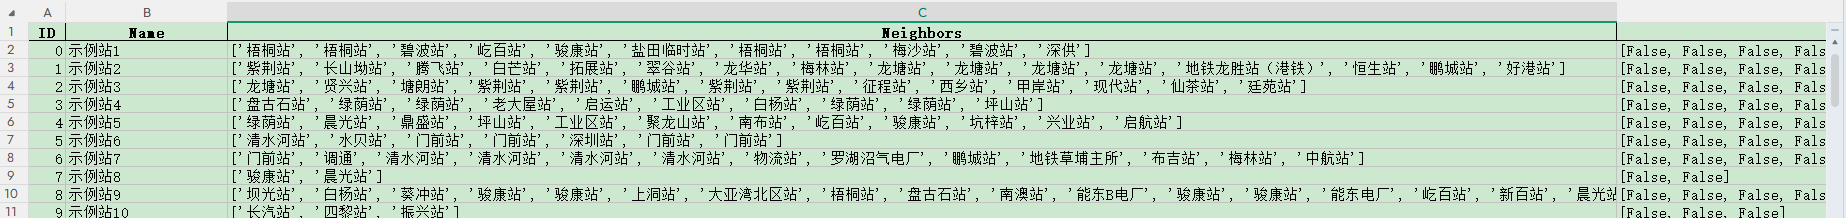 A B C
1 ID Name Neighbors
2 0 示例站1 ['梧桐站', '梧桐站', '碧波站', '屹百站', '骏康站', '盐田临时站', '梧桐站', '梧桐站', '梅沙站', '碧波站', '深供'] [False, False, False, Fals
3 1 示例站2 ['紫荆站', '长山坳站', '腾飞站', '白芒站', '拓展站', '翠谷站', '龙华站', '梅林站', '龙塘站', '龙塘站', '龙塘站', '龙塘站', '地铁龙胜站（港铁）', '恒生站', '鹏城站', '好港站'] [False, False, False, Fals
4 2 示例站3 ['龙塘站', '贤兴站', '塘朗站', '紫荆站', '紫荆站', '鹏城站', '紫荆站', '紫荆站', '征程站', '西乡站', '甲岸站', '现代站', '仙茶站', '廷苑站'] [False, False, False, Fals
5 3 示例站4 ['盘古石站', '绿荫站', '绿荫站', '老大屋站', '启运站', '工业区站', '白杨站', '绿荫站', '绿荫站', '坪山站'] [False, False, False, Fals
6 4 示例站5 ['绿荫站', '晨光站', '鼎盛站', '坪山站', '工业区站', '聚龙山站', '南布站', '屹百站', '骏康站', '坑梓站', '兴业站', '启航站'] [False, False, False, Fals
7 5 示例站6 ['清水河站', '水贝站', '门前站', '门前站', '深圳站', '门前站', '门前站'] [False, False, False, Fals
8 6 示例站7 ['门前站', '调通', '清水河站', '清水河站', '清水河站', '清水河站', '物流站', '罗湖沼气电厂', '鹏城站', '地铁草埔主所', '布吉站', '梅林站', '中航站'] [False, False, False, Fals
9 7 示例站8 ['骏康站', '晨光站'] [False, False]
10 8 示例站9 ['坝光站', '白杨站', '葵冲站', '骏康站', '骏康站', '上洞站', '大亚湾北区站', '梧桐站', '盘古石站', '南澳站', '能东B电厂', '骏康站', '骏康站', '能东电厂', '屹百站', '新百站', '晨光站 [False, False, False, Fals
11 9 示例站10 ['长汽站', '四黎站', '振兴站'] [False, False, False]